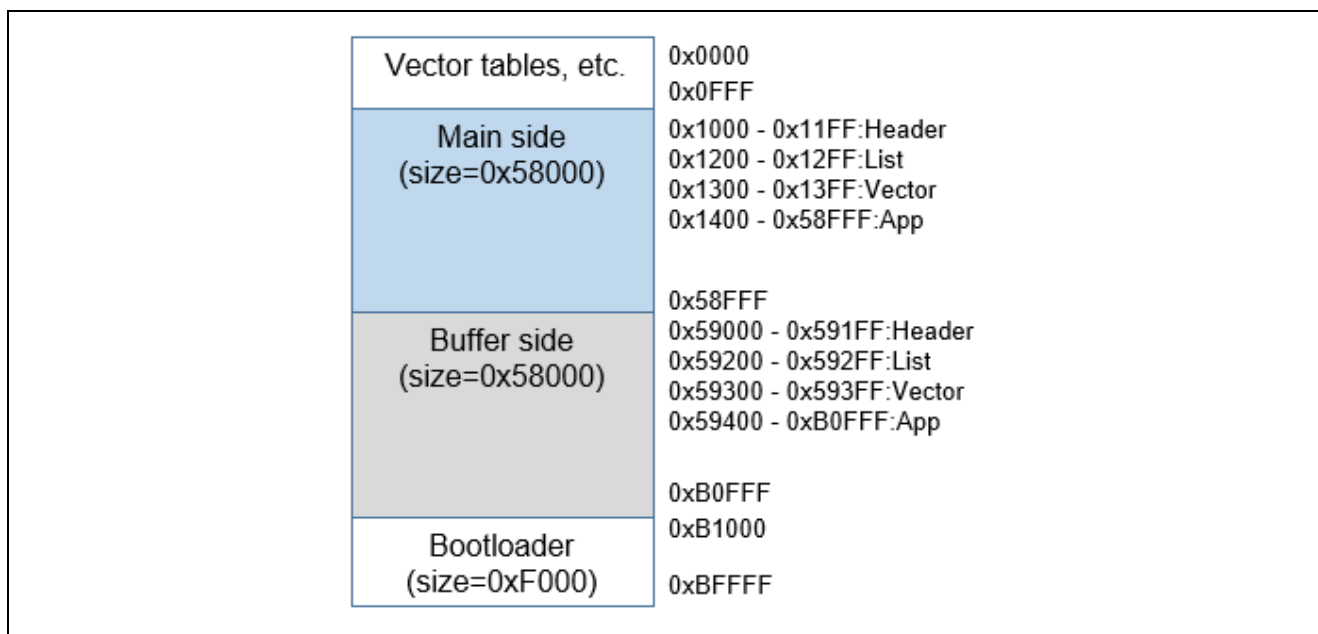 Vector tables, etc.
0x0000
0x0FFF
Main side
(size=0x58000)
0x1000 - 0x11FF:Header
0x1200 - 0x12FF:List
0x1300 - 0x13FF:Vector
0x1400 - 0x58FFF:App
0x58FFF
Buffer side
(size=0x58000)
0x59000 - 0x591FF:Header
0x59200 - 0x592FF:List
0x59300 - 0x593FF:Vector
0x59400 - 0xB0FFF:App
0xB0FFF
Bootloader
(size=0xF000)
0xB1000
0xBFFFF